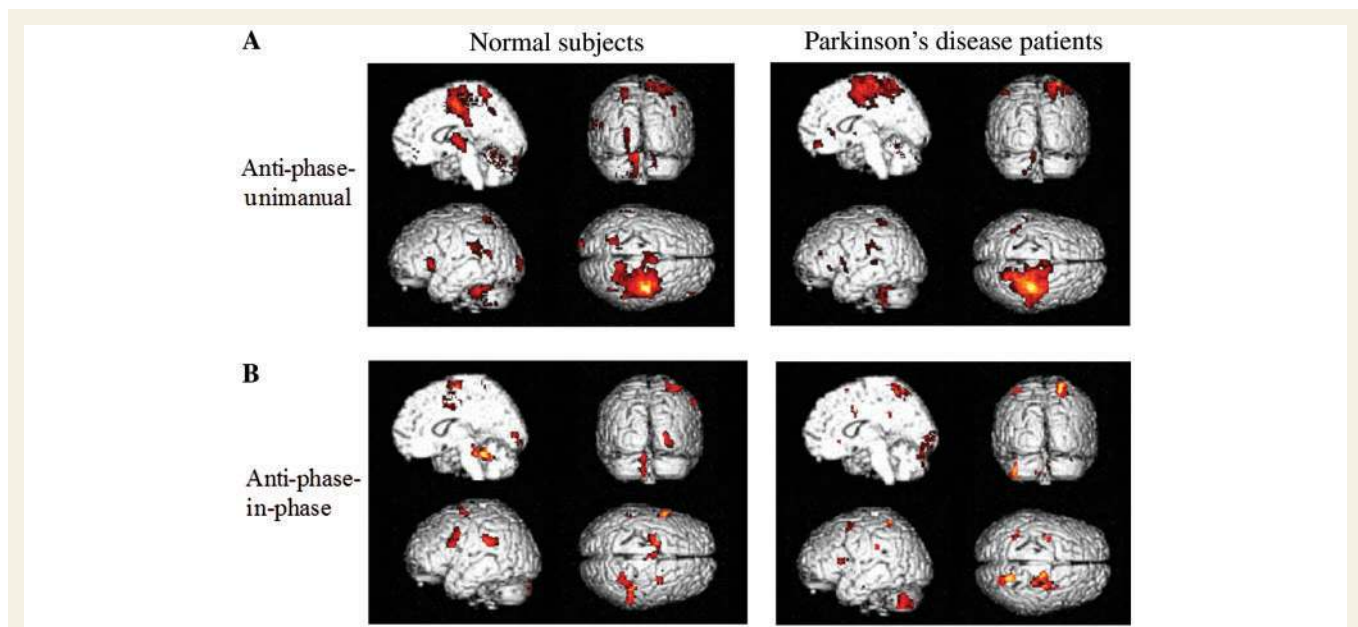 A
Normal subjects
Parkinson's disease patients
Anti-phase-
unimanual
B
Anti-phase-
in-phase